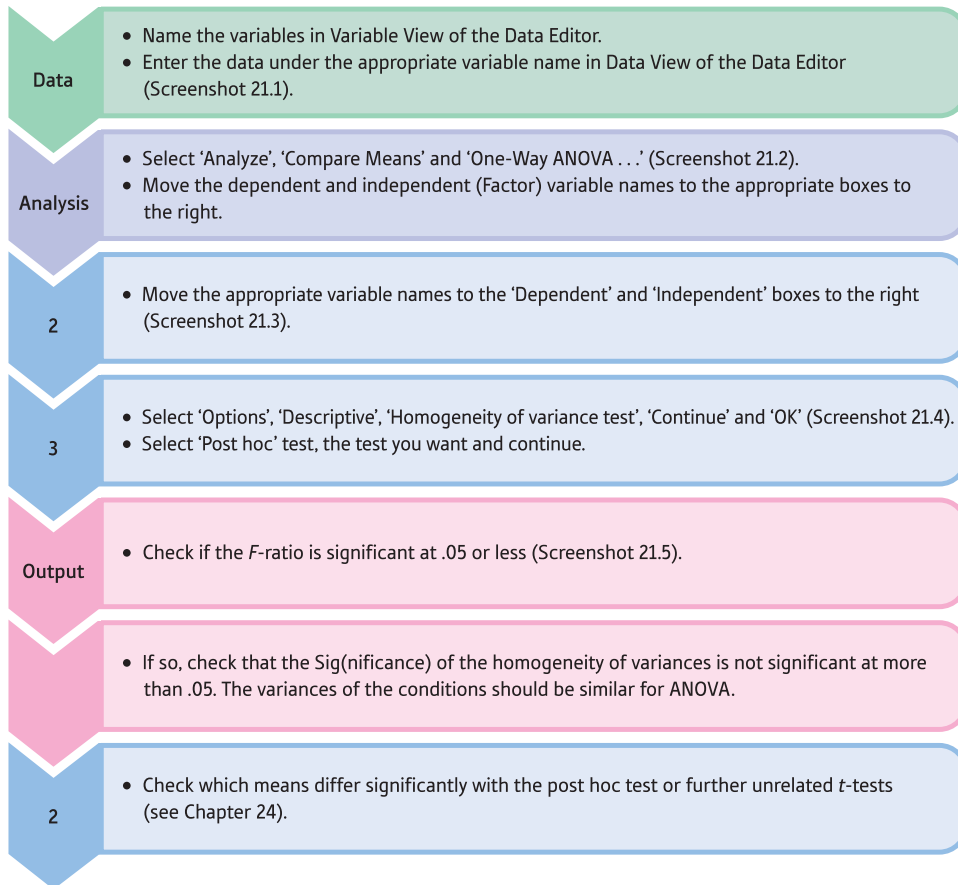 • Name the variables in Variable View of the Data Editor.
• Enter the data under the appropriate variable name in Data View of the Data Editor
(Screenshot 21.1).
Data
• Select ‘Analyze’, ‘Compare Means’ and ‘One-Way ANOVA . . .’ (Screenshot 21.2).
• Move the dependent and independent (Factor) variable names to the appropriate boxes to
the right.
Analysis
• Move the appropriate variable names to the ‘Dependent’ and ‘Independent’ boxes to the right
(Screenshot 21.3).
2
• Select ‘Options’, ‘Descriptive’, ‘Homogeneity of variance test’, ‘Continue’ and ‘OK’ (Screenshot 21.4).
• Select ‘Post hoc’ test, the test you want and continue.
3
• Check if the F-ratio is significant at .05 or less (Screenshot 21.5).
Output
• If so, check that the Sig(nificance) of the homogeneity of variances is not significant at more
than .05. The variances of the conditions should be similar for ANOVA.
• Check which means differ significantly with the post hoc test or further unrelated t-tests
(see Chapter 24).
2